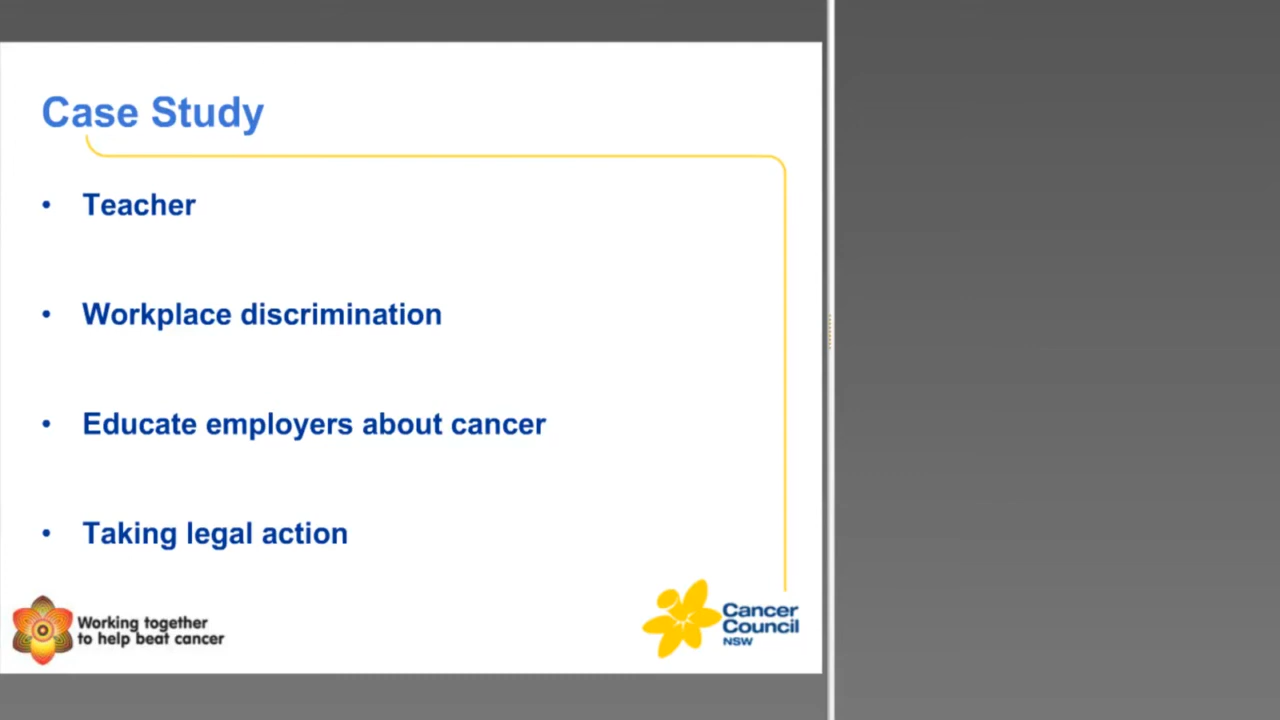 Case Study
• Teacher
• Workplace discrimination
• Educate employers about cancer
• Taking legal action
Working together
to help beat cancer
Cancer
Council
NSW